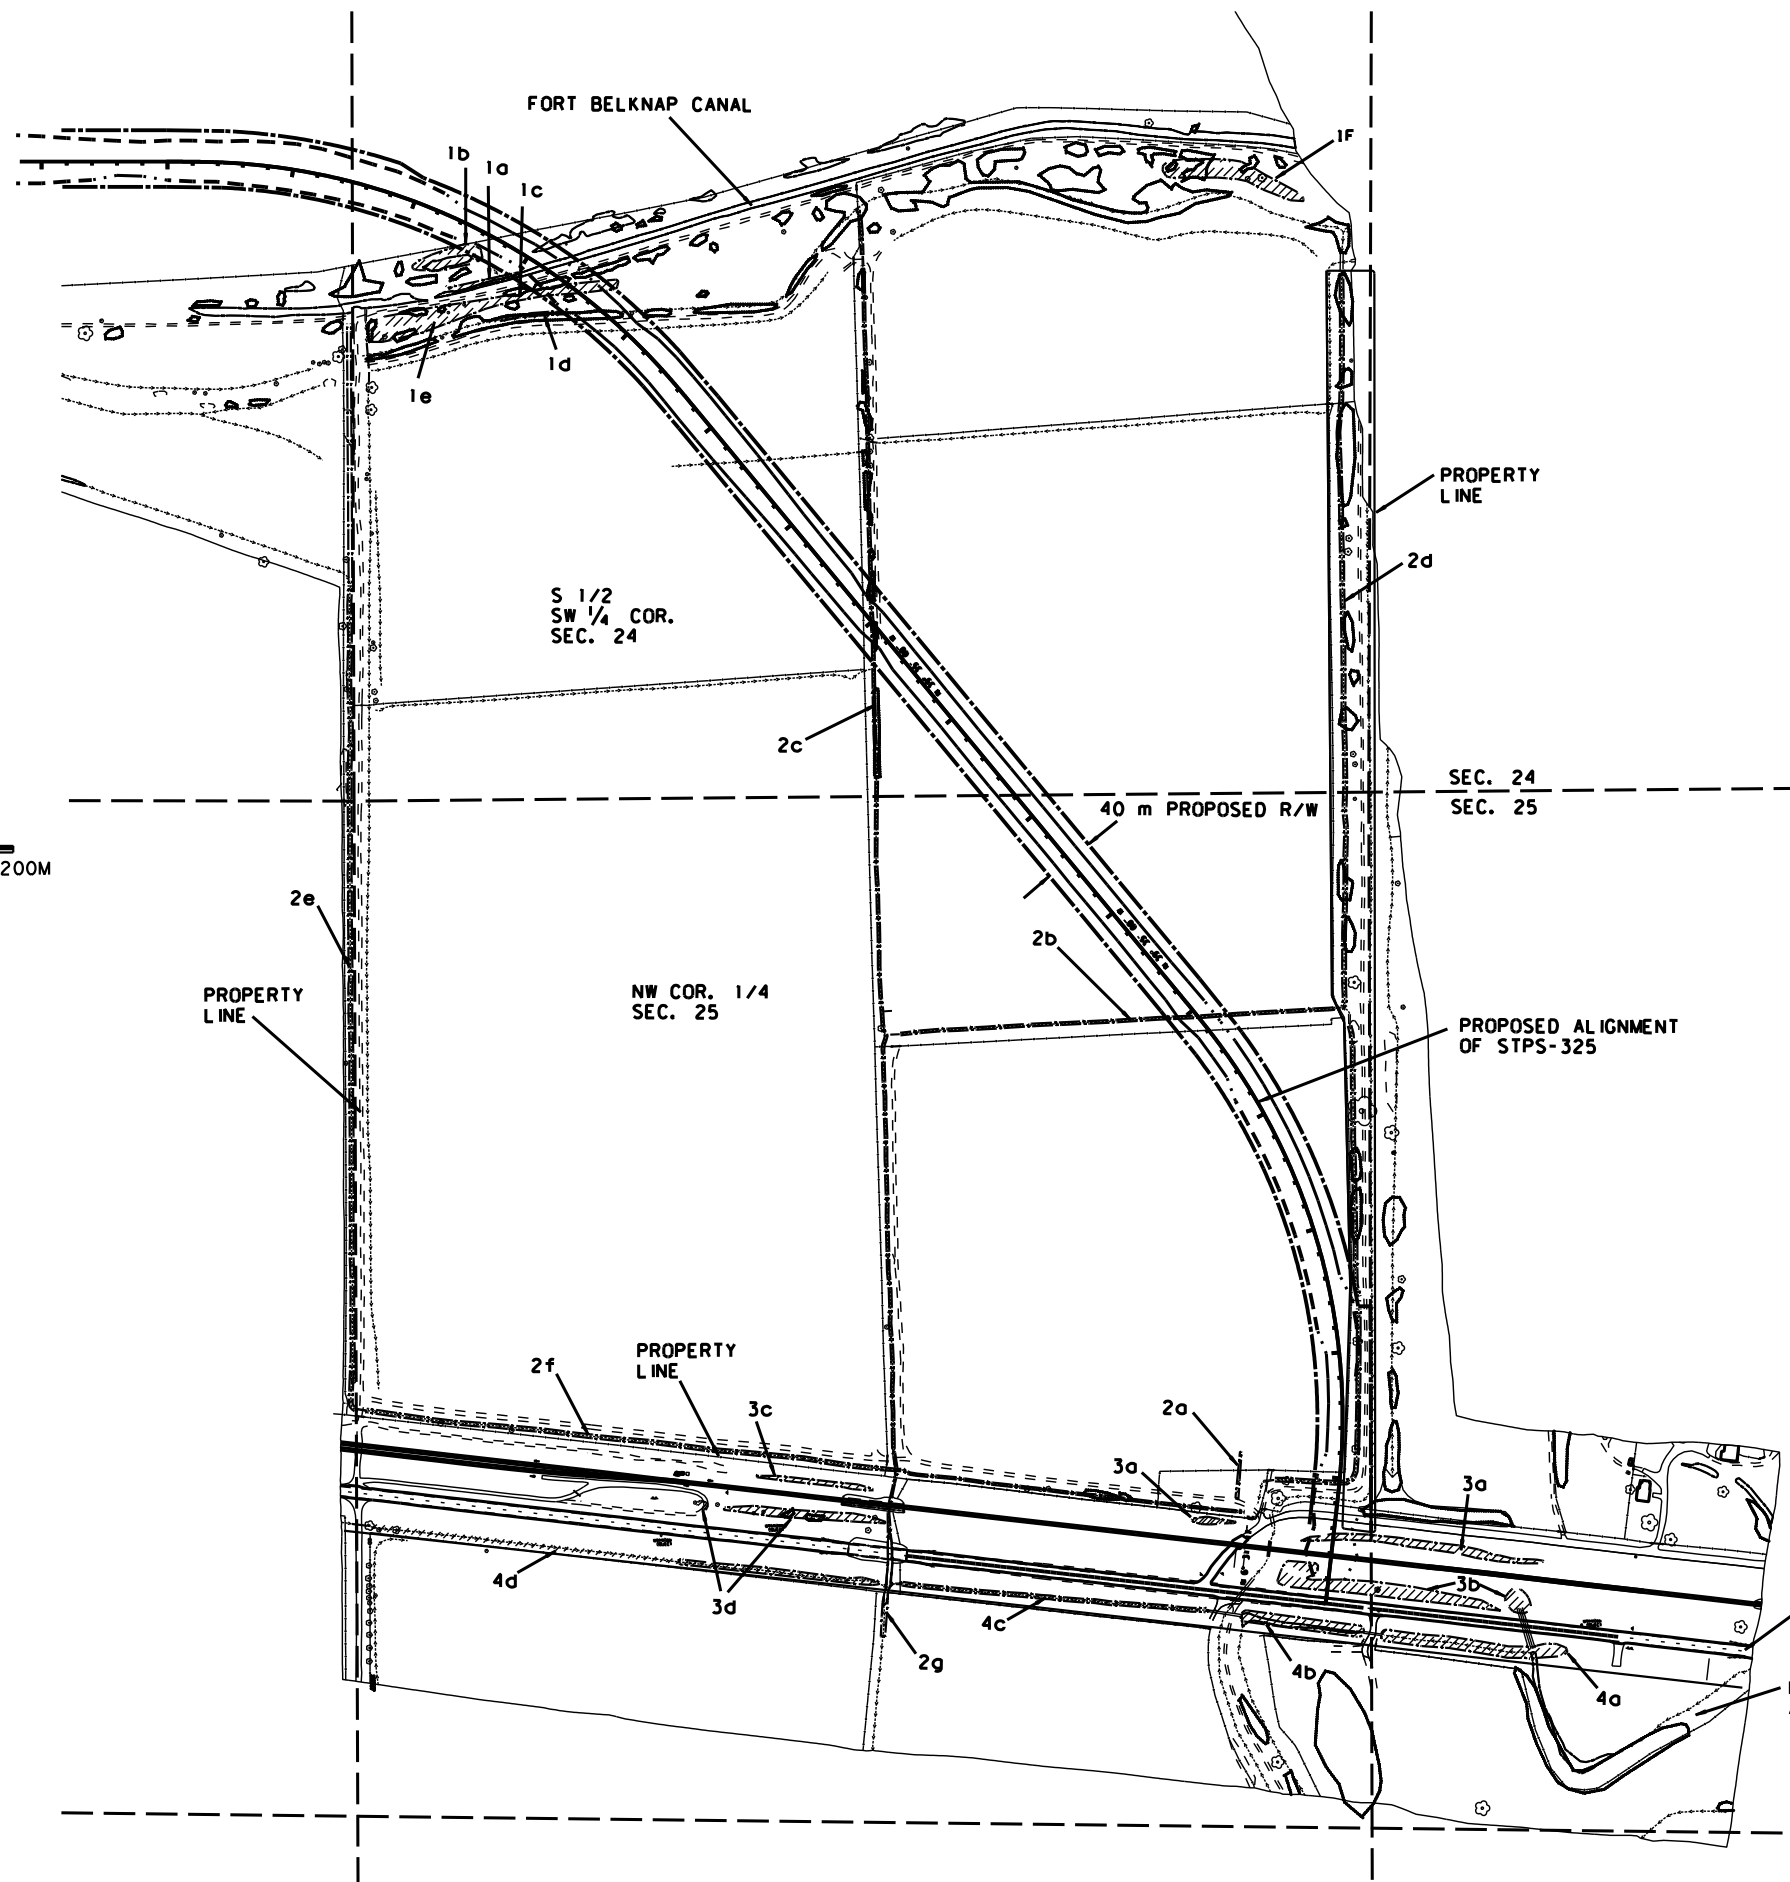 FORT BELKNAP CANAL
1b
1a
1c
1F
1d
1e
PROPERTY
LINE
2d
S 1/2
SW 1/4 COR.
SEC. 24
2c
SEC. 24
SEC. 25
40 m PROPOSED R/W
200M
2e
2b
PROPERTY
LINE
NW COR. 1/4
SEC. 25
PROPOSED ALIGNMENT
OF STPS-325
2f
PROPERTY
LINE
3c
2a
3a
3a
4d
3d
3b
4c
2g
4b
4a